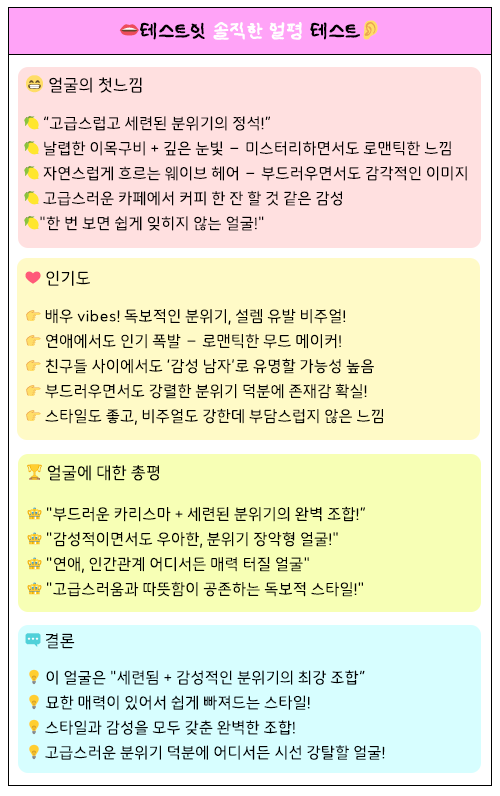 테스트잇 솔직한 얼평 테스트
얼굴의 첫느낌
“고급스럽고 세련된 분위기의 정석!”
날렵한 이목구비 + 깊은 눈빛 – 미스터리하면서도 로맨틱한 느낌
자연스럽게 흐르는 웨이브 헤어 – 부드러우면서도 감각적인 이미지
고급스러운 카페에서 커피 한 잔 할 것 같은 감성
"한 번 보면 쉽게 잊히지 않는 얼굴!"
인기도
배우 vibes! 독보적인 분위기, 설렘 유발 비주얼!
연애에서도 인기 폭발 – 로맨틱한 무드 메이커!
친구들 사이에서도 ‘감성 남자’로 유명할 가능성 높음
부드러우면서도 강렬한 분위기 덕분에 존재감 확실!
스타일도 좋고, 비주얼도 강한데 부담스럽지 않은 느낌
얼굴에 대한 총평
"부드러운 카리스마 + 세련된 분위기의 완벽 조합!”
"감성적이면서도 우아한, 분위기 장악형 얼굴!"
"연애, 인간관계 어디서든 매력 터질 얼굴"
"고급스러움과 따뜻함이 공존하는 독보적 스타일!"
결론
이 얼굴은 "세련됨 + 감성적인 분위기의 최강 조합”
묘한 매력이 있어서 쉽게 빠져드는 스타일!
스타일과 감성을 모두 갖춘 완벽한 조합!
고급스러운 분위기 덕분에 어디서든 시선 강탈할 얼굴!